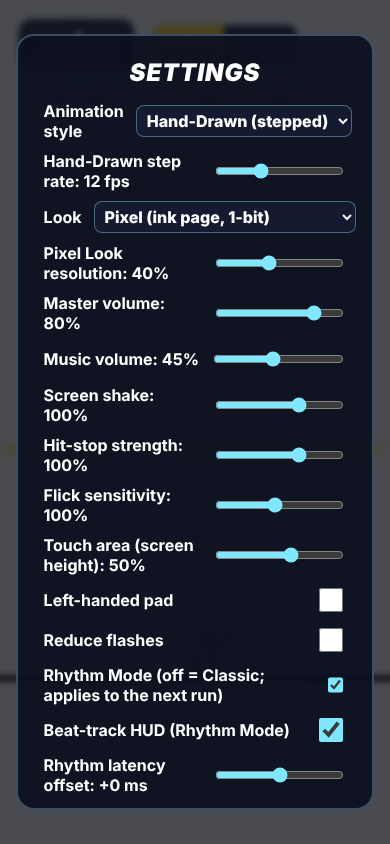 SETTINGS
Animation
style
Hand-Drawn (stepped)
Hand-Drawn step
rate: 12 fps
Look
Pixel (ink page, 1-bit)
Pixel Look
resolution: 40%
Master volume:
80%
Music volume: 45%
Screen shake:
100%
Hit-stop strength:
100%
Flick sensitivity:
100%
Touch area (screen
height): 50%
Left-handed pad
Reduce flashes
Rhythm Mode (off = Classic;
applies to the next run)
Beat-track HUD (Rhythm Mode)
Rhythm latency
offset: +0 ms